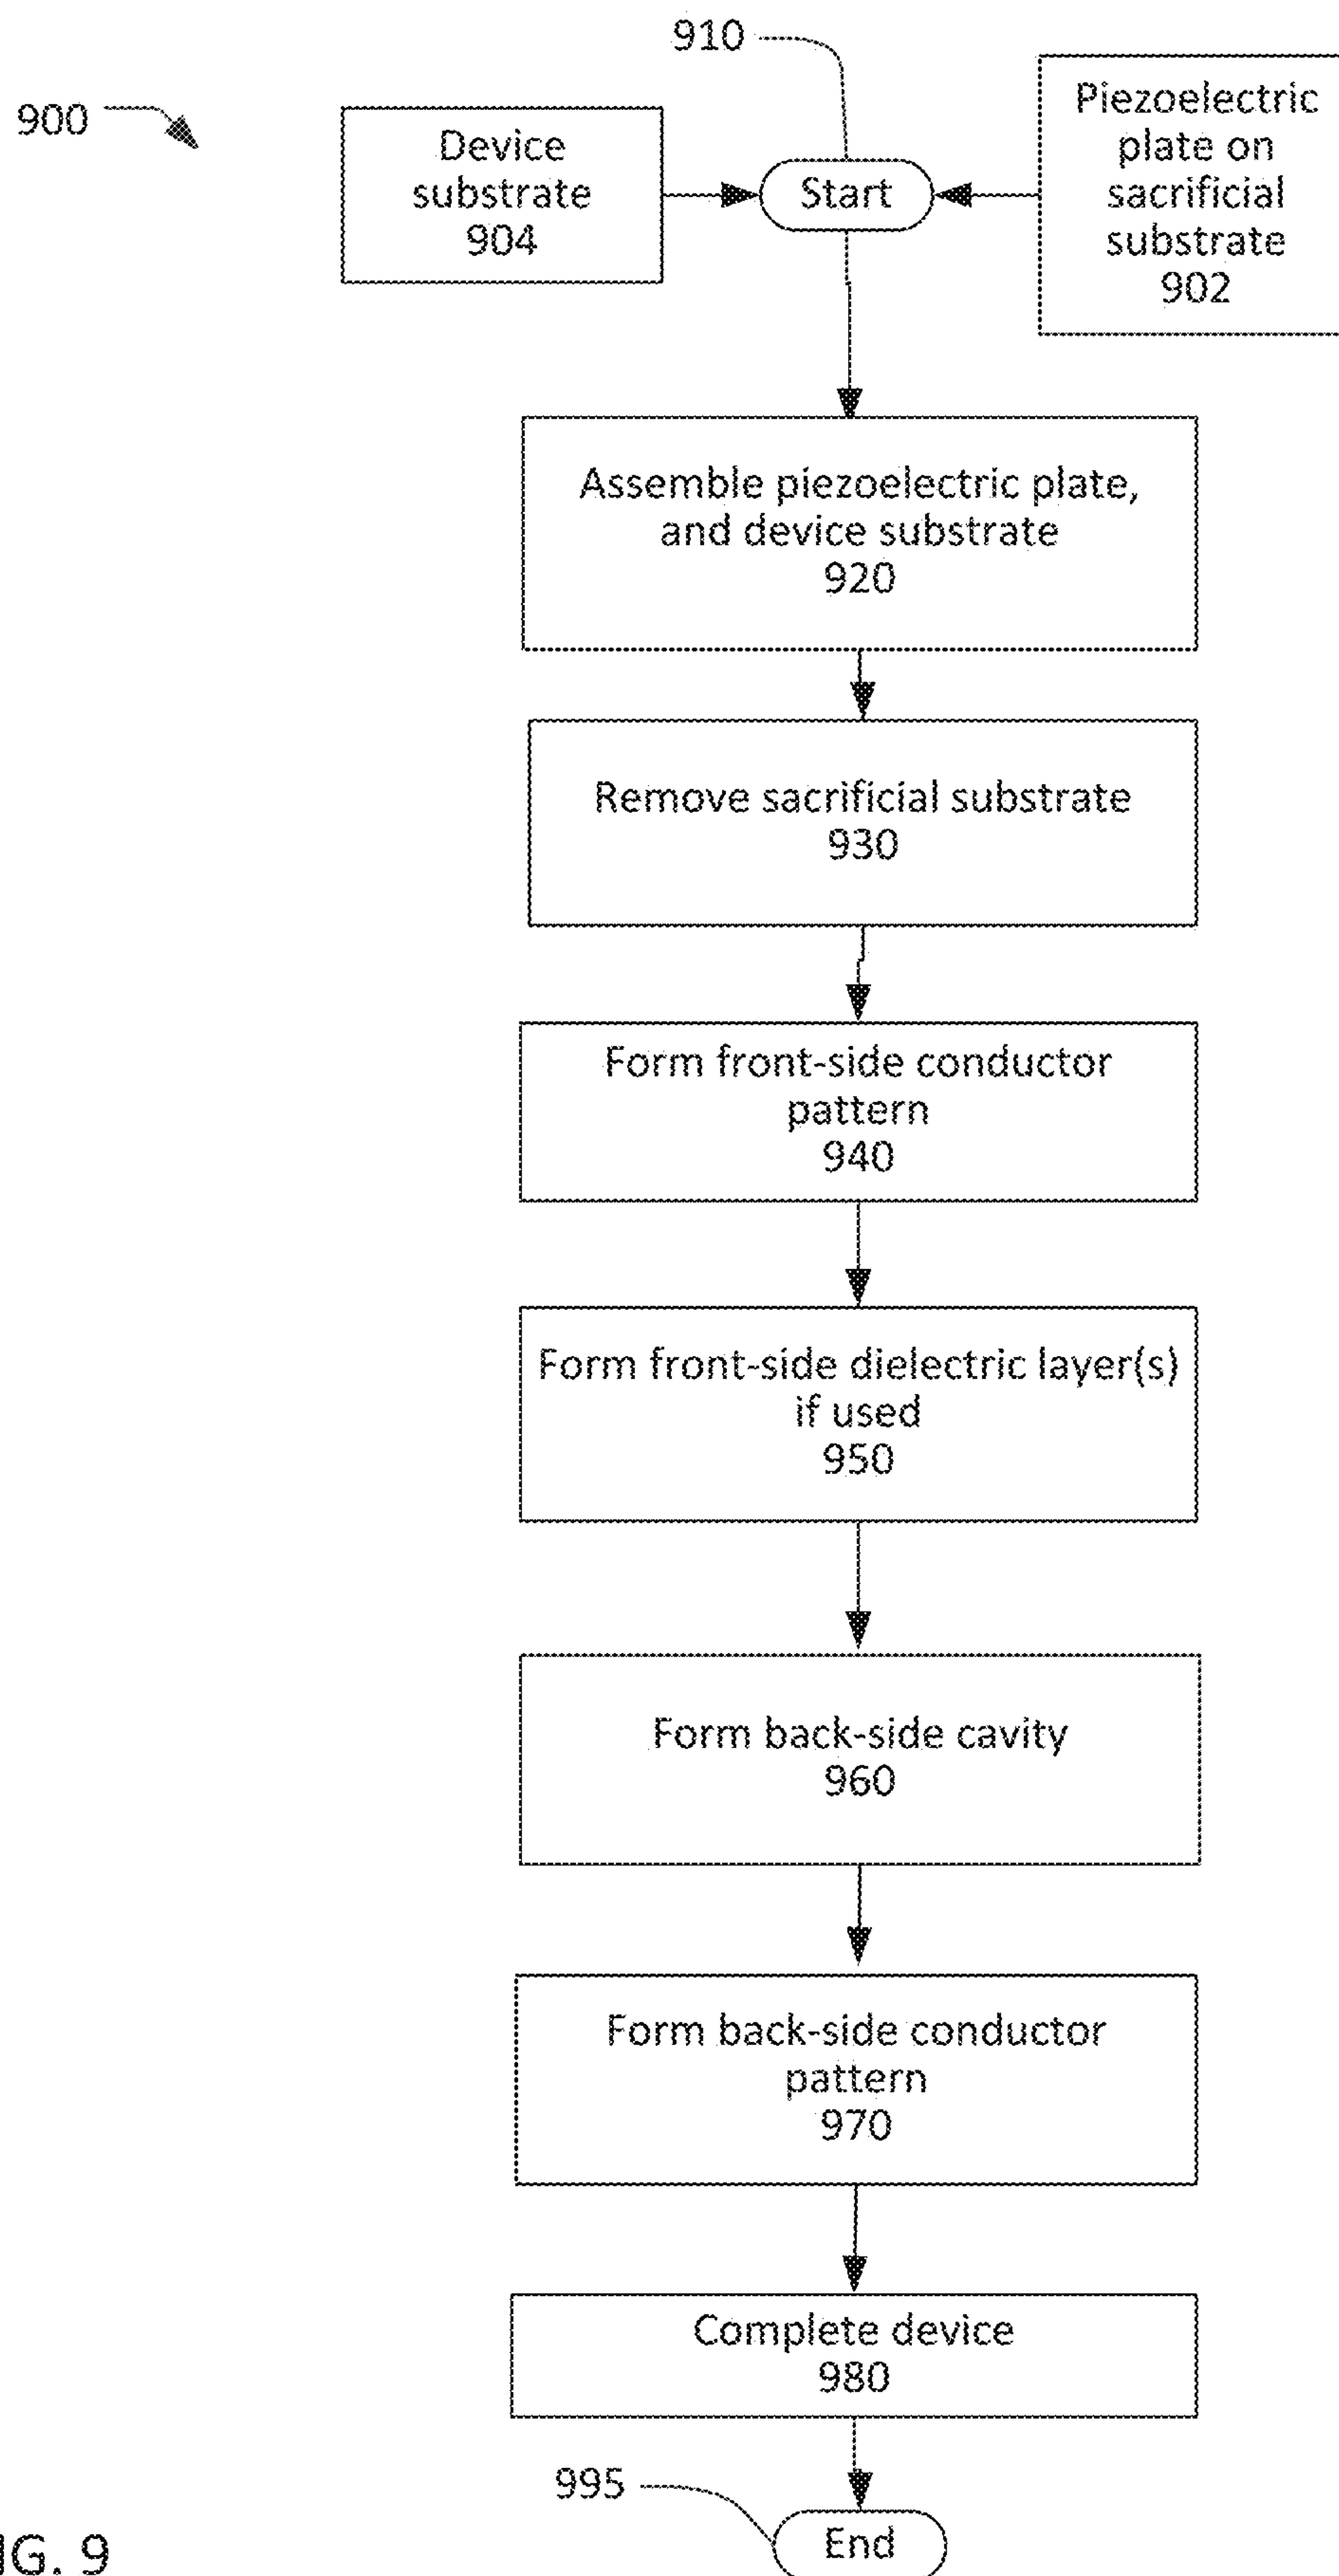 910
900
Device
substrate
904
Start
Piezoelectric
plate on
sacrificial
substrate
902
Assemble piezoelectric plate,
and device substrate
920
Remove sacrificial substrate
930
Form front-side conductor
pattern
940
Form front-side dielectric layer(s)
if used
950
Form back-side cavity
960
Form back-side conductor
pattern
970
Complete device
980
995
End
IG. 9